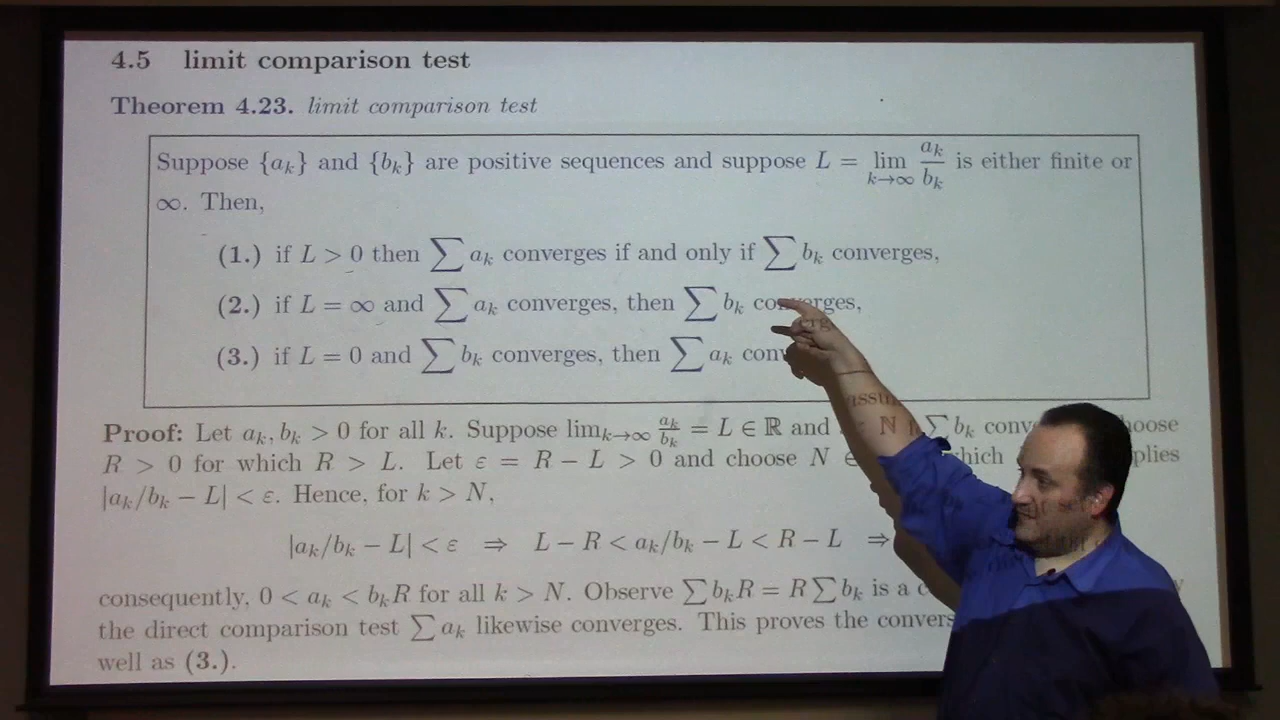 4.5 limit comparison test
Theorem 4.23. limit comparison test
Suppose {a_k} and {b_k} are positive sequences and suppose L = lim_{k→∞} a_k/b_k is either finite or
∞. Then,
(1.) if L > 0 then ∑ a_k converges if and only if ∑ b_k converges,
(2.) if L = ∞ and ∑ a_k converges, then ∑ b_k converges,
(3.) if L = 0 and ∑ b_k converges, then ∑ a_k
Proof: Let a_k, b_k > 0 for all k. Suppose lim_{k→∞} a_k/b_k = L ∈ ℝ and ∑ b_k
R > 0 for which R > L. Let ε = R − L > 0 and choose N
|a_k/b_k − L| < ε. Hence, for k > N,
|a_k/b_k − L| < ε ⇒ L − R < a_k/b_k − L < R − L ⇒
consequently, 0 < a_k < b_k R for all k > N. Observe ∑ b_k R = R ∑ b_k is a
the direct comparison test ∑ a_k likewise converges. This proves the
well as (3.).